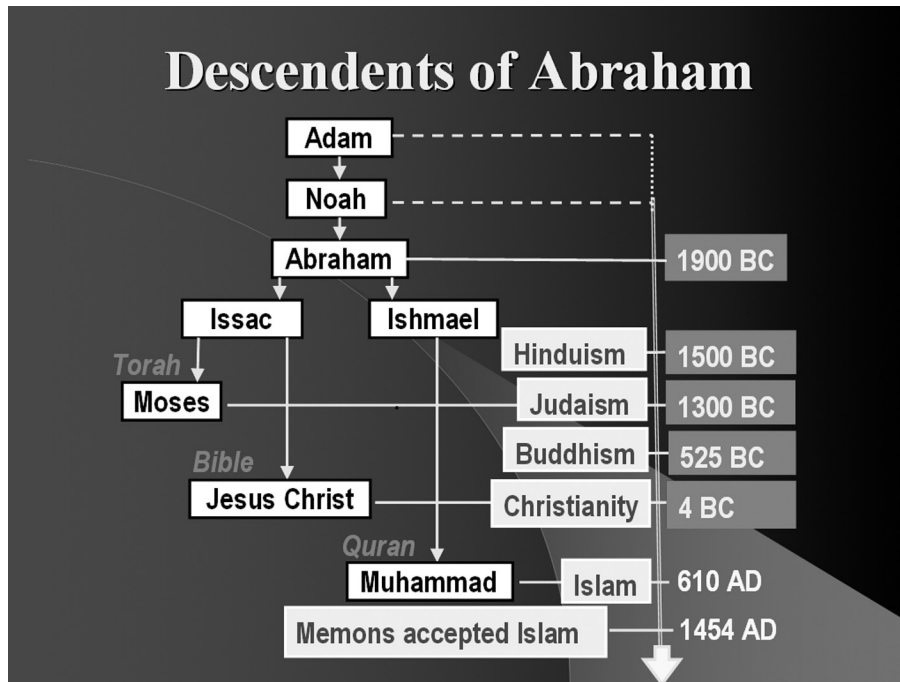 Descendents of Abraham
Adam
Noah
Abraham
1900 BC
Issac
Ishmael
Hinduism
1500 BC
Torah
Moses
Judaism
1300 BC
Buddhism
525 BC
Bible
Jesus Christ
Christianity
4 BC
Quran
Muhammad
Islam
610 AD
Memons accepted Islam
1454 AD